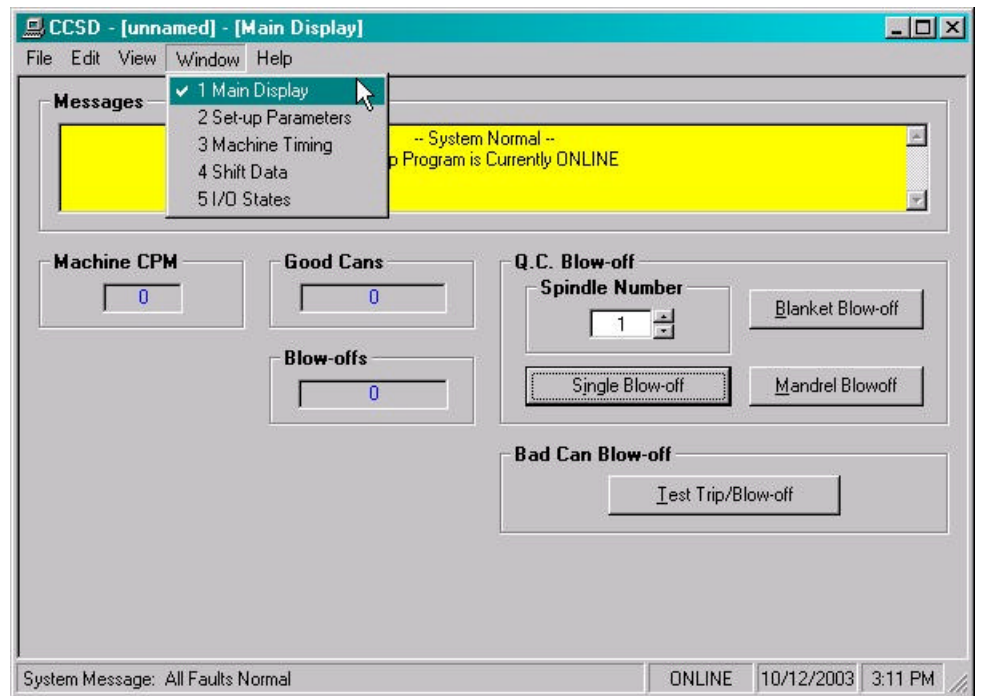 CCSD - [unnamed] - [Main Display]
File Edit View Window Help
✓ 1 Main Display
2 Set-up Parameters
3 Machine Timing
4 Shift Data
5 I/O States
Messages
-- System Normal --
p Program is Currently ONLINE
Machine CPM
0
Good Cans
0
Blow-offs
0
Q.C. Blow-off
Spindle Number
1
Blanket Blow-off
Single Blow-off
Mandrel Blowoff
Bad Can Blow-off
Test Trip/Blow-off
System Message: All Faults Normal
ONLINE
10/12/2003
3:11 PM